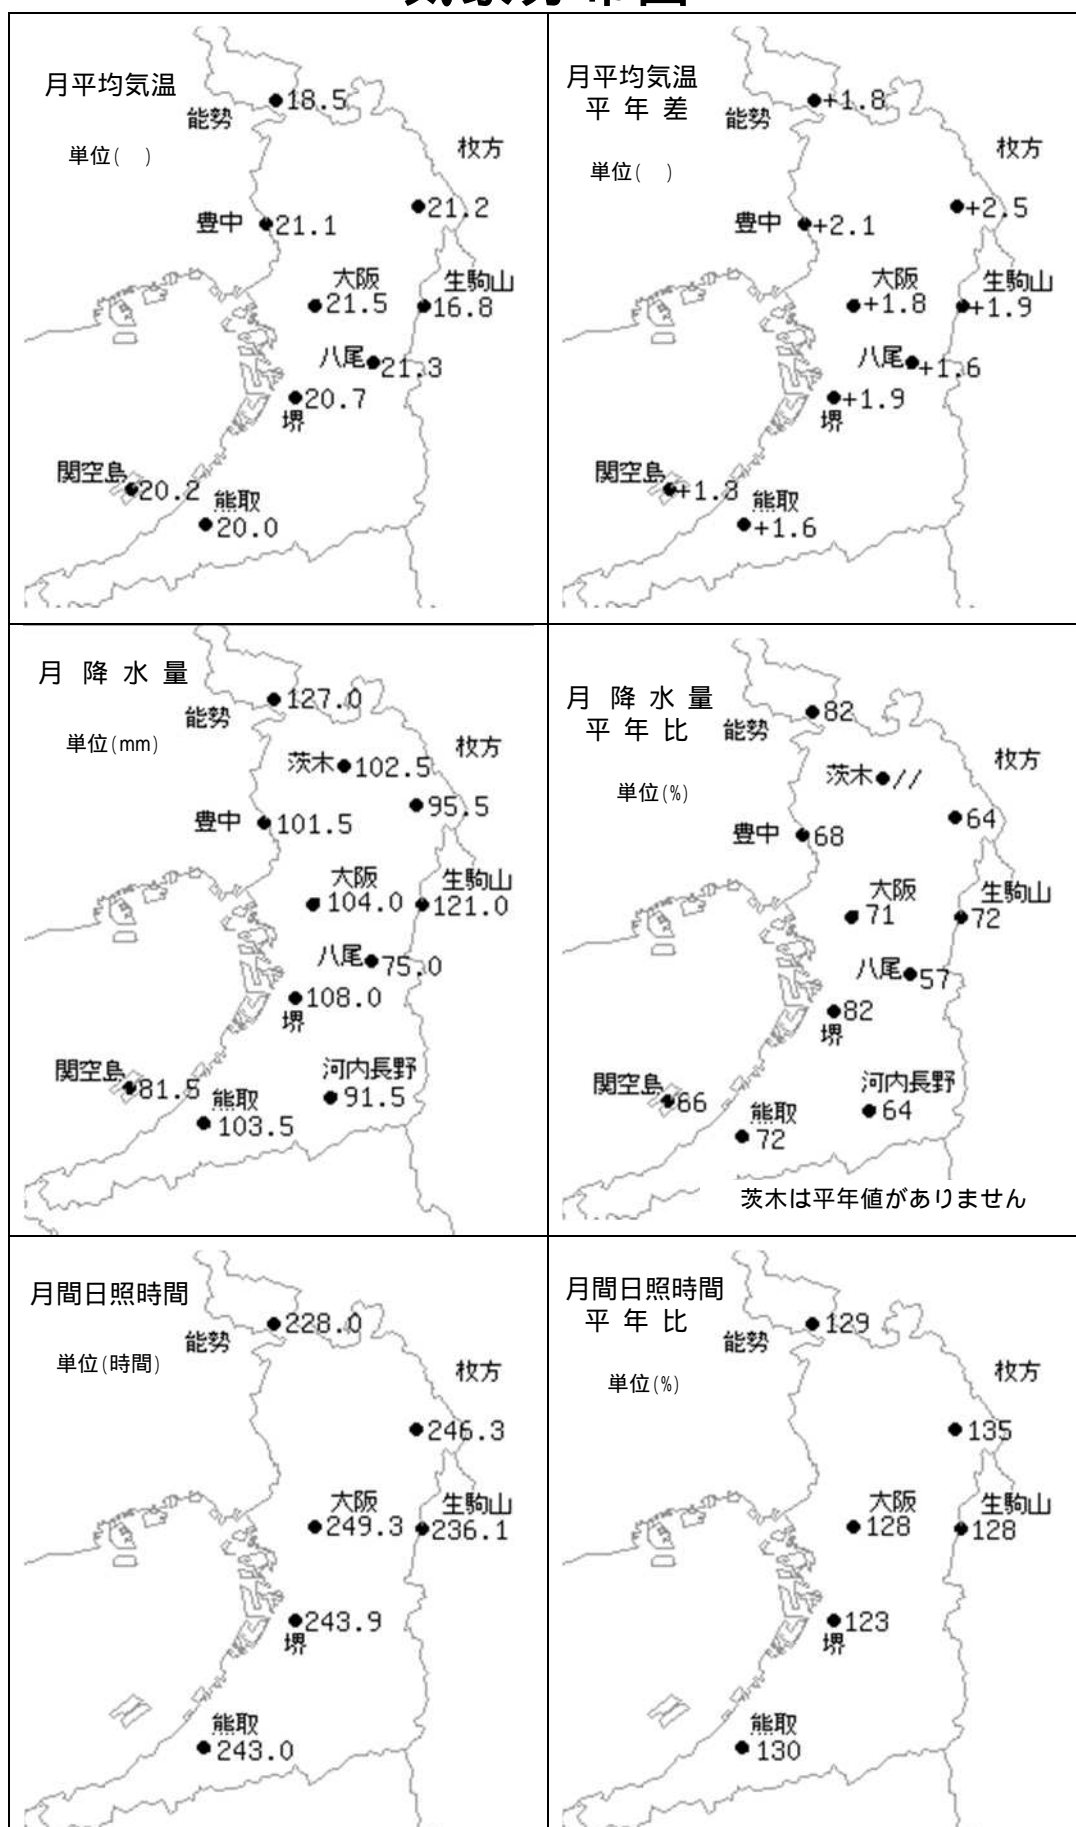 月平均気温
単位( )
能勢
18.5
枚方
21.2
豊中
21.1
大阪
21.5
生駒山
16.8
八尾
21.3
20.7
堺
関空島
20.2
熊取
20.0
月平均気温
平年差
単位( )
能勢
+1.8
枚方
+2.5
豊中
+2.1
大阪
+1.8
生駒山
+1.9
八尾
+1.6
+1.9
堺
関空島
熊取
+1.6
月降水量
単位(mm)
能勢
127.0
茨木
102.5
枚方
95.5
豊中
101.5
大阪
104.0
生駒山
121.0
八尾
75.0
108.0
堺
関空島
81.5
熊取
103.5
河内長野
91.5
月降水量
平年比
単位(%)
能勢
82
茨木
//
枚方
64
豊中
68
大阪
71
生駒山
72
八尾
57
82
堺
関空島
66
熊取
72
河内長野
64
茨木は平年値がありません
月間日照時間
単位(時間)
能勢
228.0
枚方
246.3
大阪
249.3
生駒山
236.1
243.9
堺
熊取
243.0
月間日照時間
平年比
単位(%)
能勢
129
枚方
135
大阪
128
生駒山
128
123
堺
熊取
130